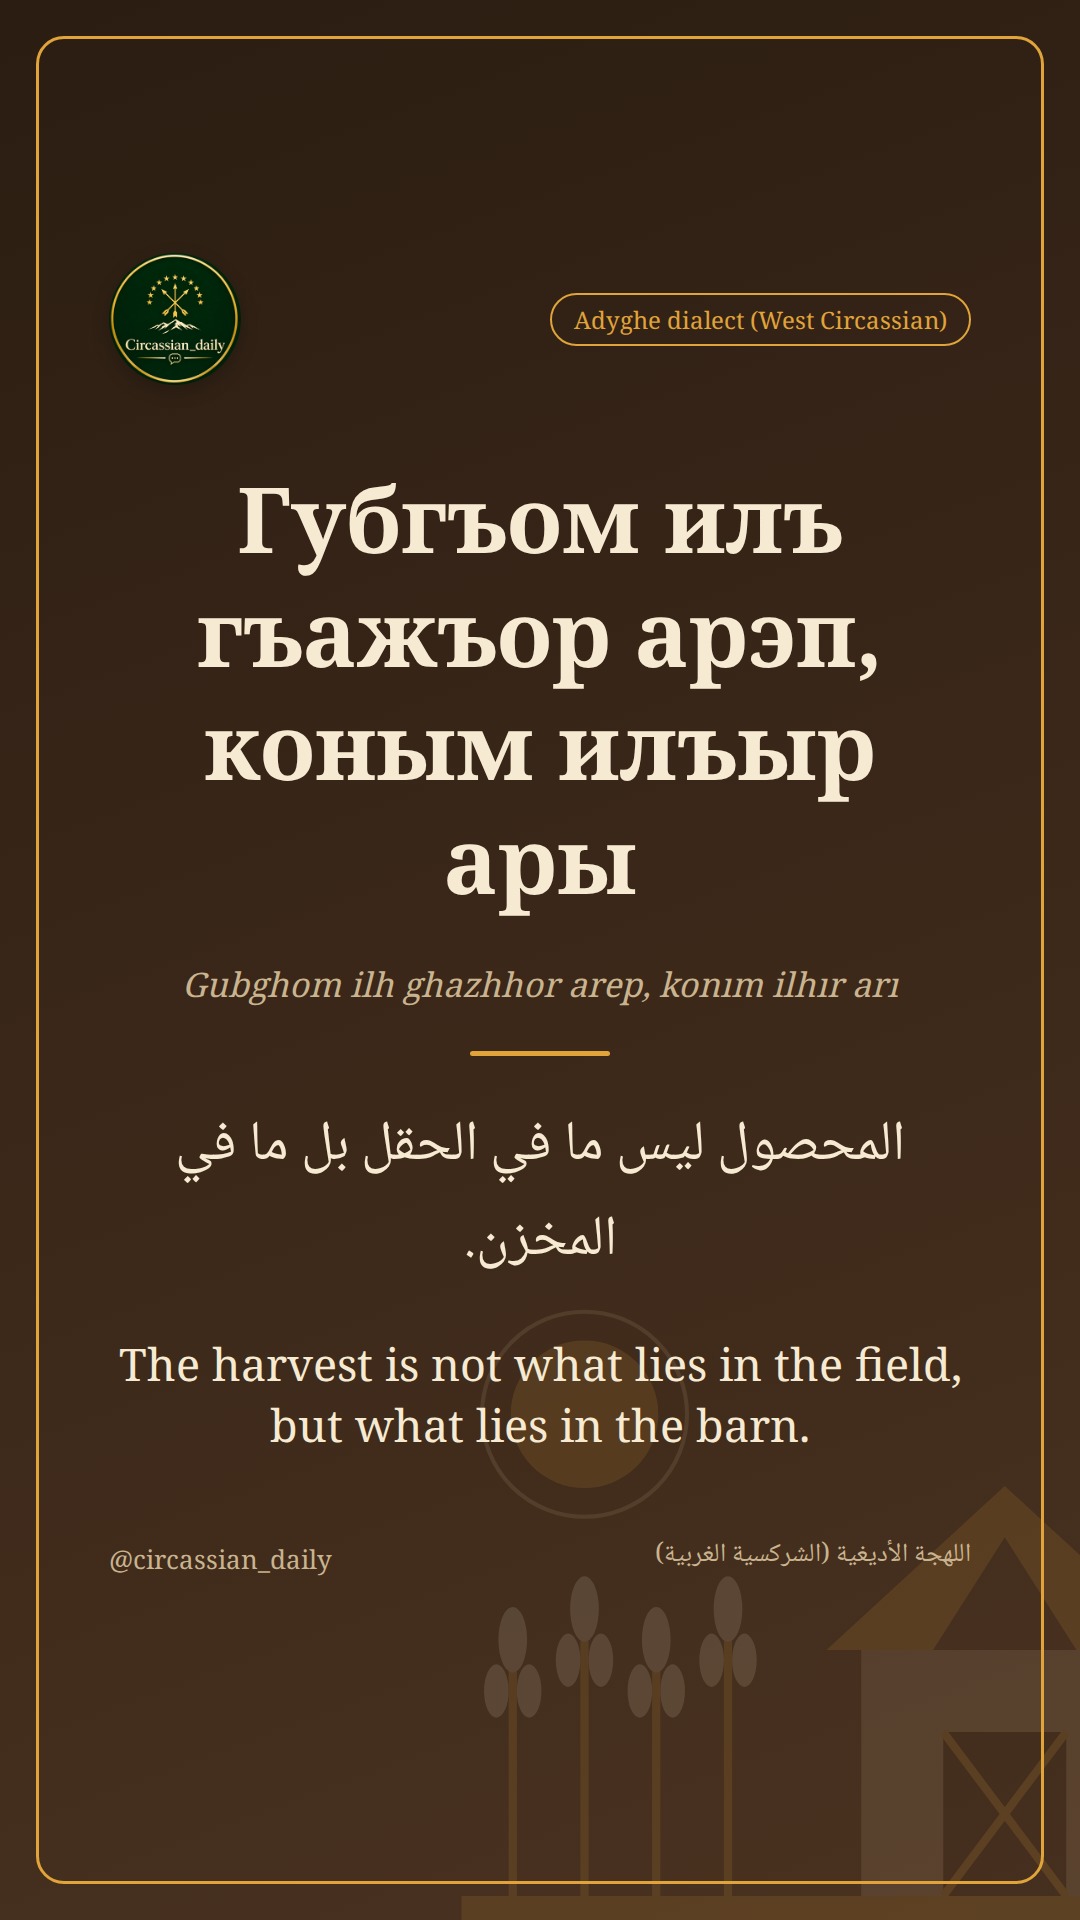 Circassian_daily
Adyghe dialect (West Circassian)
Губгъом илъ
гъажъор арэп,
коным илъыр
ары
Gubghom ilh ghazhhor arep, konım ilhır arı
المحصول ليس ما في الحقل بل ما في
المخزن.
The harvest is not what lies in the field,
but what lies in the barn.
@circassian_daily
اللهجة الأديغية (الشركسية الغربية)